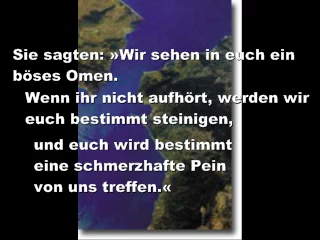 Sie sagten: »Wir sehen in euch ein
böses Omen.
Wenn ihr nicht aufhört, werden wir
euch bestimmt steinigen,
und euch wird bestimmt
eine schmerzhafte Pein
von uns treffen.«